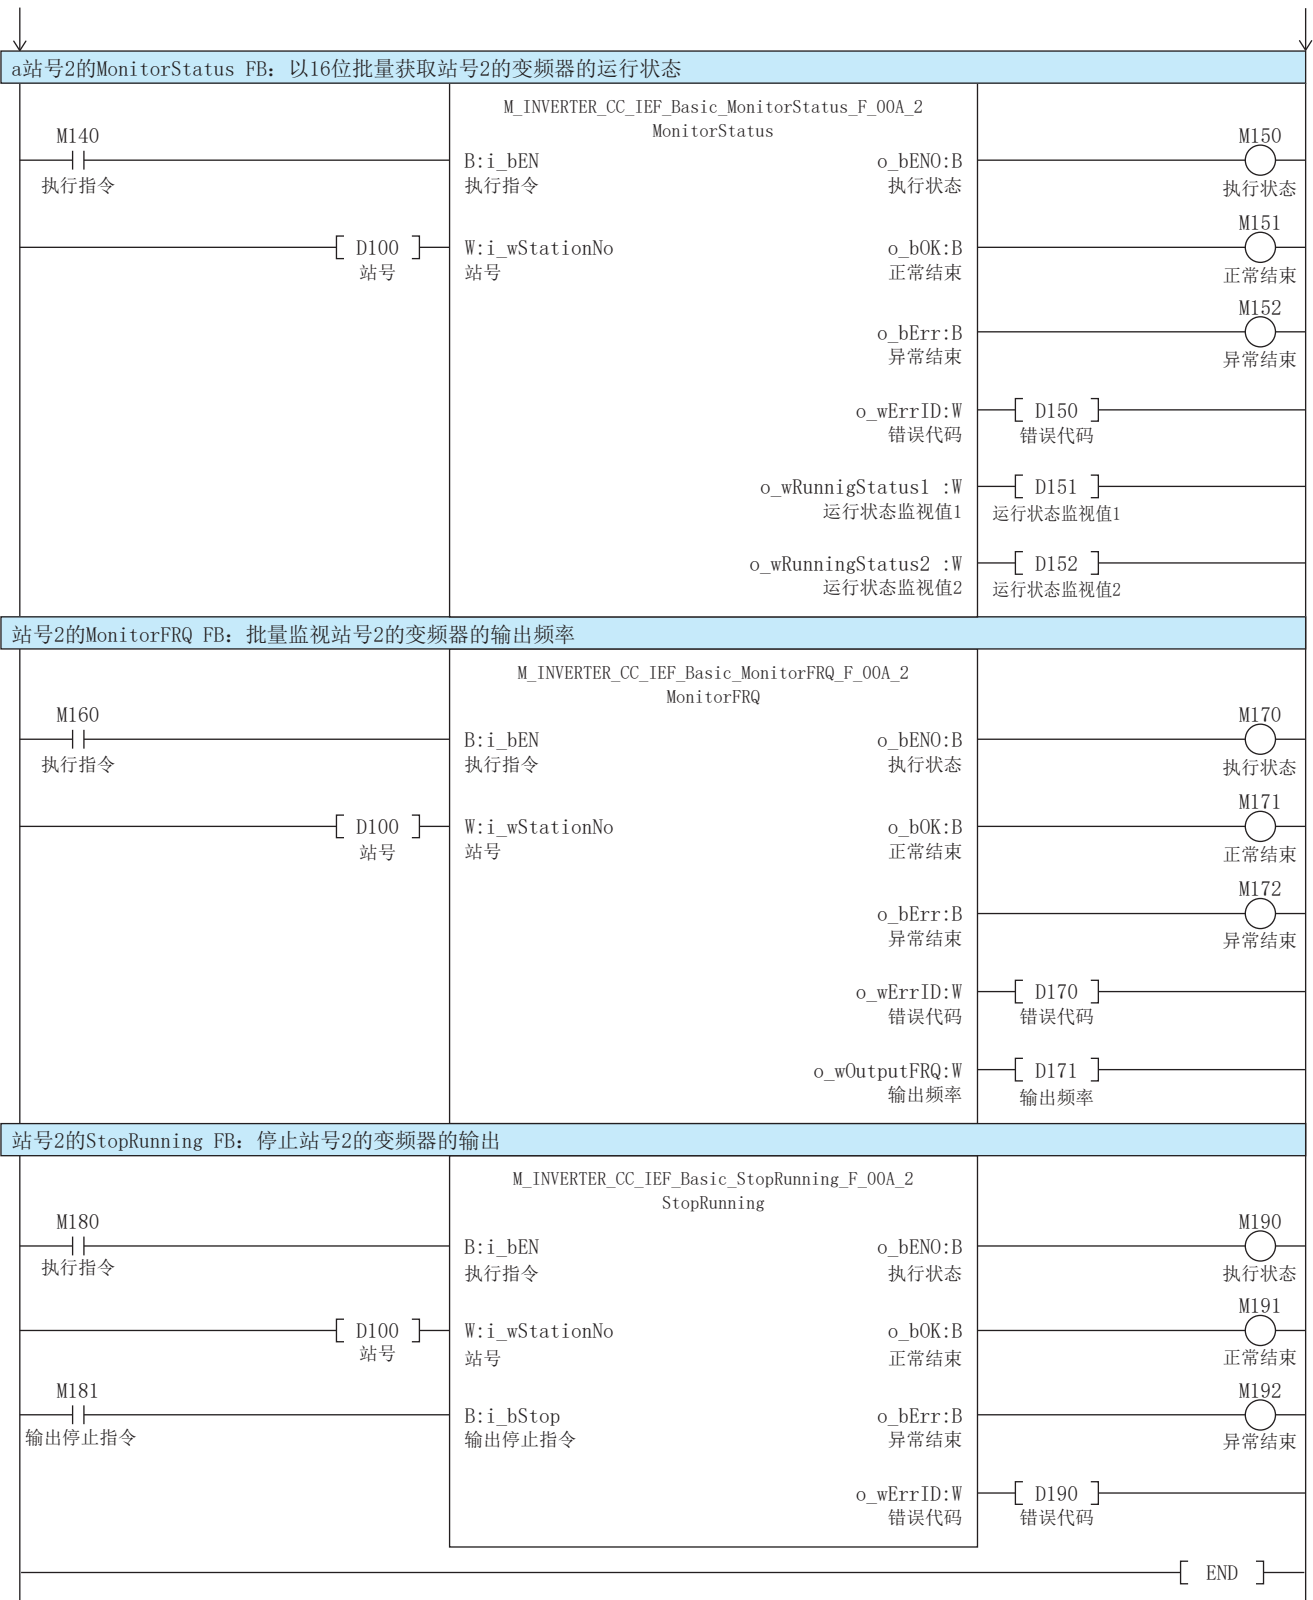 a站号2的MonitorStatus FB：以16位批量获取站号2的变频器的运行状态
M_INVERTER_CC_IEF_Basic_MonitorStatus_F_00A_2
MonitorStatus
M140
执行指令
B:i_bEN
执行指令
o_bENO:B
执行状态
M150
执行状态
D100
站号
W:i_wStationNo
站号
o_bOK:B
正常结束
M151
正常结束
o_bErr:B
异常结束
M152
异常结束
o_wErrID:W
错误代码
D150
错误代码
o_wRunnigStatus1 :W
运行状态监视值1
D151
运行状态监视值1
o_wRunningStatus2 :W
运行状态监视值2
D152
运行状态监视值2
站号2的MonitorFRQ FB：批量监视站号2的变频器的输出频率
M_INVERTER_CC_IEF_Basic_MonitorFRQ_F_00A_2
MonitorFRQ
M160
执行指令
B:i_bEN
执行指令
o_bENO:B
执行状态
M170
执行状态
D100
站号
W:i_wStationNo
站号
o_bOK:B
正常结束
M171
正常结束
o_bErr:B
异常结束
M172
异常结束
o_wErrID:W
错误代码
D170
错误代码
o_wOutputFRQ:W
输出频率
D171
输出频率
站号2的StopRunning FB：停止站号2的变频器的输出
M_INVERTER_CC_IEF_Basic_StopRunning_F_00A_2
StopRunning
M180
执行指令
B:i_bEN
执行指令
o_bENO:B
执行状态
M190
执行状态
D100
站号
W:i_wStationNo
站号
o_bOK:B
正常结束
M191
正常结束
M181
输出停止指令
B:i_bStop
输出停止指令
o_bErr:B
异常结束
M192
异常结束
o_wErrID:W
错误代码
D190
错误代码
END